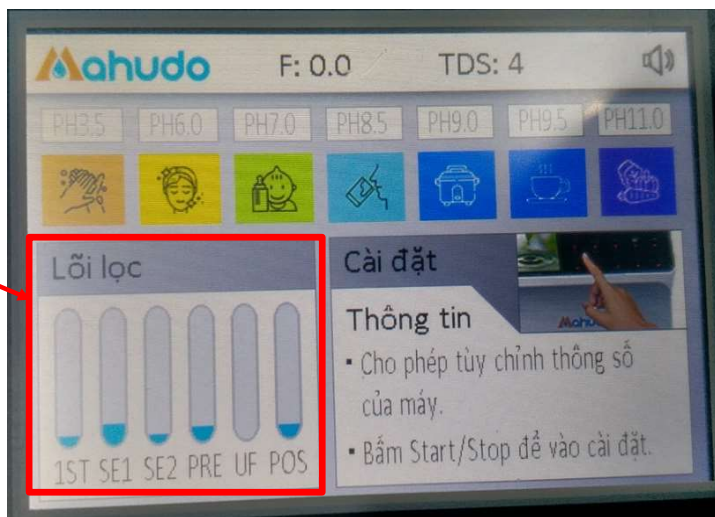 Mahudo F: 0.0 TDS: 4
PH3.5 PH6.0 PH7.0 PH8.5 PH9.0 PH9.5 PH11.0
Lõi lọc
1ST SE1 SE2 PRE UF POS
Cài đặt
Mahudo
Thông tin
▪ Cho phép tùy chỉnh thông số
của máy.
▪ Bấm Start/Stop để vào cài đặt.